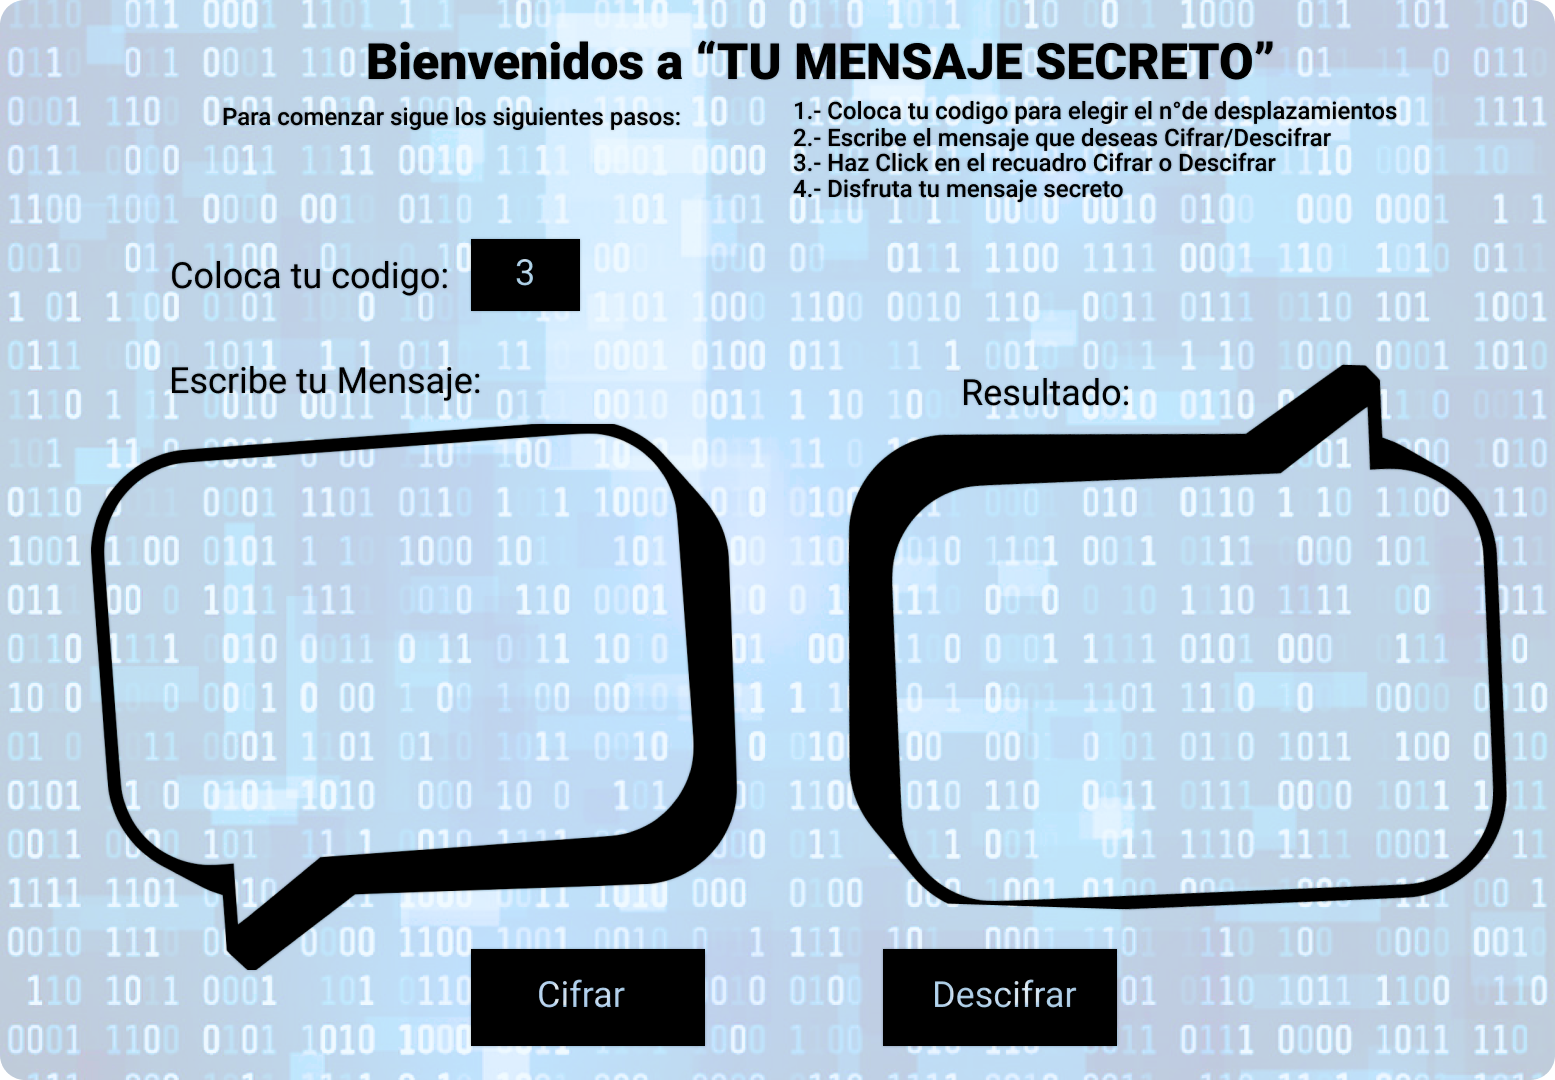 Bienvenidos a “TU MENSAJE SECRETO”
Para comenzar sigue los siguientes pasos:
1.- Coloca tu codigo para elegir el n°de desplazamientos
2.- Escribe el mensaje que deseas Cifrar/Descifrar
3.- Haz Click en el recuadro Cifrar o Descifrar
4.- Disfruta tu mensaje secreto
Coloca tu codigo: 3
Escribe tu Mensaje:
Resultado:
Cifrar
Descifrar